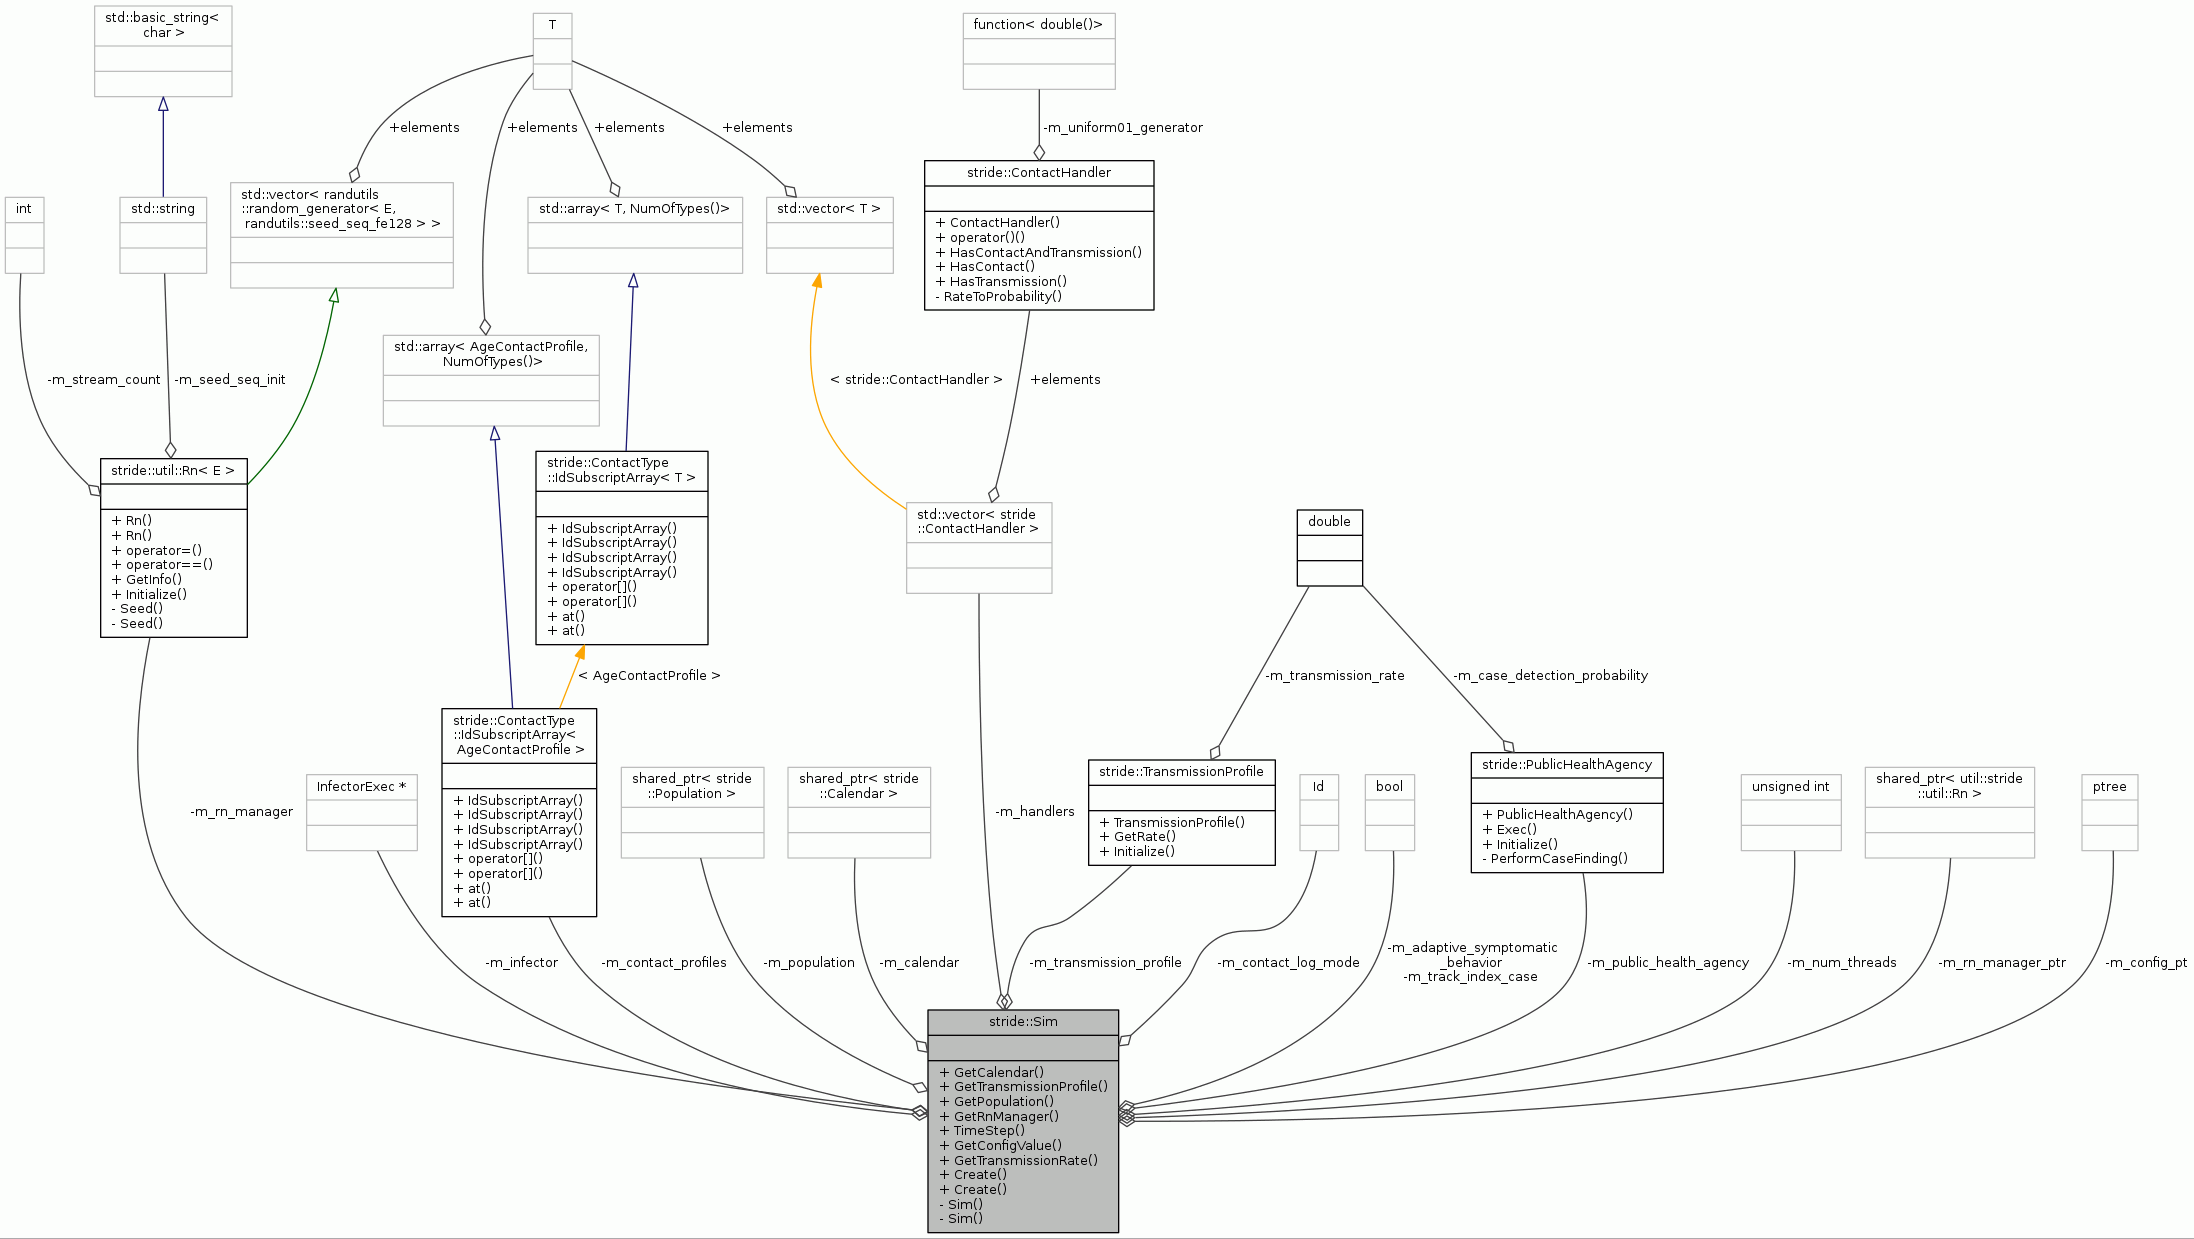 std::basic_string<
char >
T
function< double()>
+elements
+elements
+elements
+elements
-m_uniform01_generator
int
std::string
std::vector< randutils
::random_generator< E,
randutils::seed_seq_fe128 > >
std::array< T, NumOfTypes()>
std::vector< T >
stride::ContactHandler
+ ContactHandler()
+ operator()()
+ HasContactAndTransmission()
+ HasContact()
+ HasTransmission()
- RateToProbability()
std::array< AgeContactProfile,
NumOfTypes()>
-m_stream_count
-m_seed_seq_init
< stride::ContactHandler >
+elements
stride::util::Rn< E >
+ Rn()
+ Rn()
+ operator=()
+ operator==()
+ GetInfo()
+ Initialize()
- Seed()
- Seed()
stride::ContactType
::IdSubscriptArray< T >
+ IdSubscriptArray()
+ IdSubscriptArray()
+ IdSubscriptArray()
+ IdSubscriptArray()
+ operator[]()
+ operator[]()
+ at()
+ at()
std::vector< stride
::ContactHandler >
double
< AgeContactProfile >
-m_transmission_rate
-m_case_detection_probability
-m_rn_manager
InfectorExec *
stride::ContactType
::IdSubscriptArray<
AgeContactProfile >
+ IdSubscriptArray()
+ IdSubscriptArray()
+ IdSubscriptArray()
+ IdSubscriptArray()
+ operator[]()
+ operator[]()
+ at()
+ at()
shared_ptr< stride
::Population >
shared_ptr< stride
::Calendar >
-m_handlers
stride::TransmissionProfile
+ TransmissionProfile()
+ GetRate()
+ Initialize()
Id
bool
stride::PublicHealthAgency
+ PublicHealthAgency()
+ Exec()
+ Initialize()
- PerformCaseFinding()
unsigned int
shared_ptr< util::stride
::util::Rn >
ptree
-m_infector
-m_contact_profiles
-m_population
-m_calendar
-m_transmission_profile
-m_contact_log_mode
-m_adaptive_symptomatic
_behavior
-m_track_index_case
-m_public_health_agency
-m_num_threads
-m_rn_manager_ptr
-m_config_pt
stride::Sim
+ GetCalendar()
+ GetTransmissionProfile()
+ GetPopulation()
+ GetRnManager()
+ TimeStep()
+ GetConfigValue()
+ GetTransmissionRate()
+ Create()
+ Create()
- Sim()
- Sim()